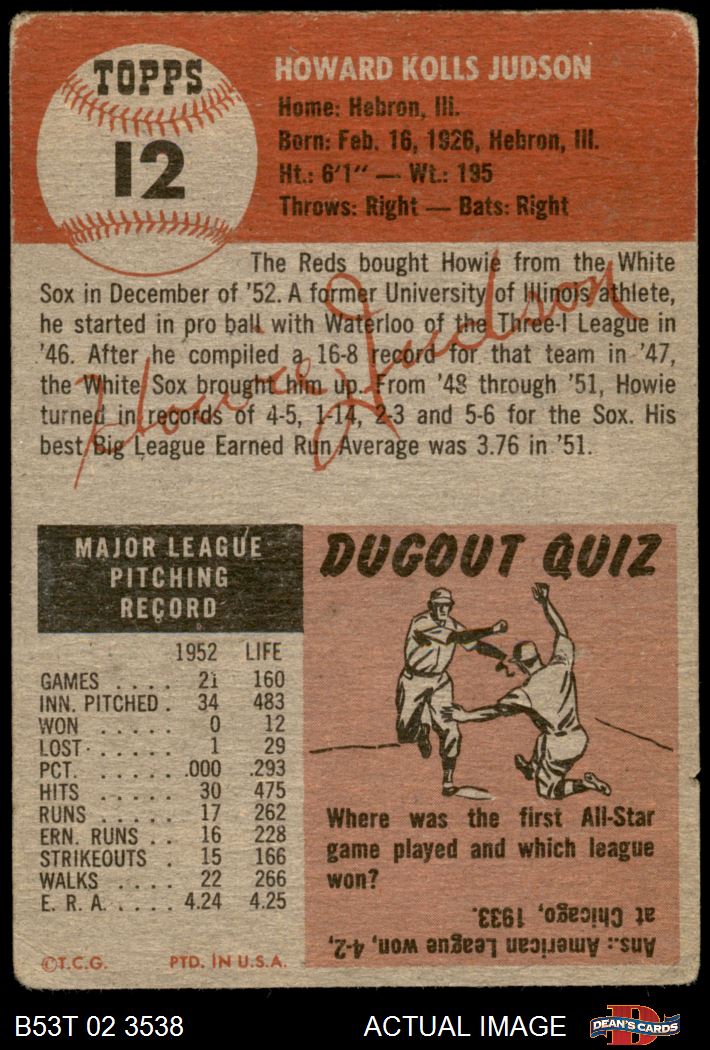 TOPPS
12
HOWARD KOLLS JUDSON
Home: Hebron, Ill.
Born: Feb. 16, 1926, Hebron, Ill.
Ht.: 6'1" — Wt.: 195
Throws: Right — Bats: Right
The Reds bought Howie from the White
Sox in December of '52. A former University of Illinois athlete,
he started in pro ball with Waterloo of the Three-I League in
'46. After he compiled a 16-8 record for that team in '47,
the White Sox brought him up. From '48 through '51, Howie
turned in records of 4-5, 1-14, 2-3 and 5-6 for the Sox. His
best Big League Earned Run Average was 3.76 in '51.
Howie Judson
MAJOR LEAGUE
PITCHING
RECORD
1952 LIFE
GAMES . . . . 21 160
INN. PITCHED . 34 483
WON . . . . . 0 12
LOST . . . . . 1 29
PCT. . . . . . .000 .293
HITS . . . . . 30 475
RUNS . . . . . 17 262
ERN. RUNS . . 16 228
STRIKEOUTS . 15 166
WALKS . . . . 22 266
E. R. A. . . . . 4.24 4.25
©T.C.G. PTD. IN U.S.A.
DUGOUT QUIZ
Where was the first All-Star
game played and which league
won?
Ans.: American League won, 4-2,
at Chicago, 1933.
B53T 02 3538
ACTUAL IMAGE
D
DEAN'S CARDS